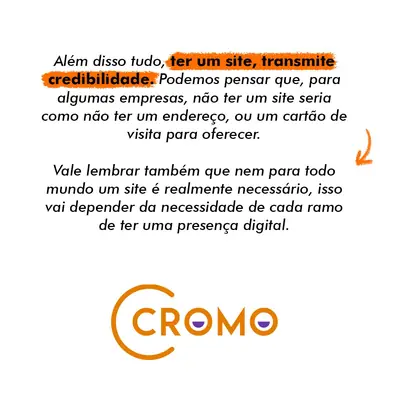 Além disso tudo, ter um site, transmite
credibilidade. Podemos pensar que, para
algumas empresas, não ter um site seria
como não ter um endereço, ou um cartão de
visita para oferecer.
Vale lembrar também que nem para todo
mundo um site é realmente necessário, isso
vai depender da necessidade de cada ramo
de ter uma presença digital.
CROMO